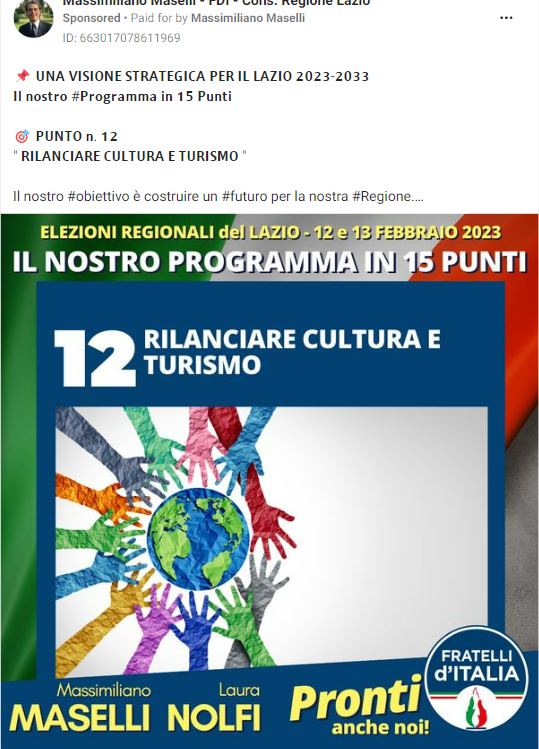 Massimiliano Maselli - FDI - Cons. Regione Lazio
Sponsored • Paid for by Massimiliano Maselli
ID: 663017078611969
📌 UNA VISIONE STRATEGICA PER IL LAZIO 2023-2033
Il nostro #Programma in 15 Punti
🎯 PUNTO n. 12
" RILANCIARE CULTURA E TURISMO "
Il nostro #obiettivo è costruire un #futuro per la nostra #Regione....
ELEZIONI REGIONALI del LAZIO - 12 e 13 FEBBRAIO 2023
IL NOSTRO PROGRAMMA IN 15 PUNTI
12 RILANCIARE CULTURA E
TURISMO
FRATELLI
d'ITALIA
Massimiliano Laura
MASELLI NOLFI
Pronti
anche noi!